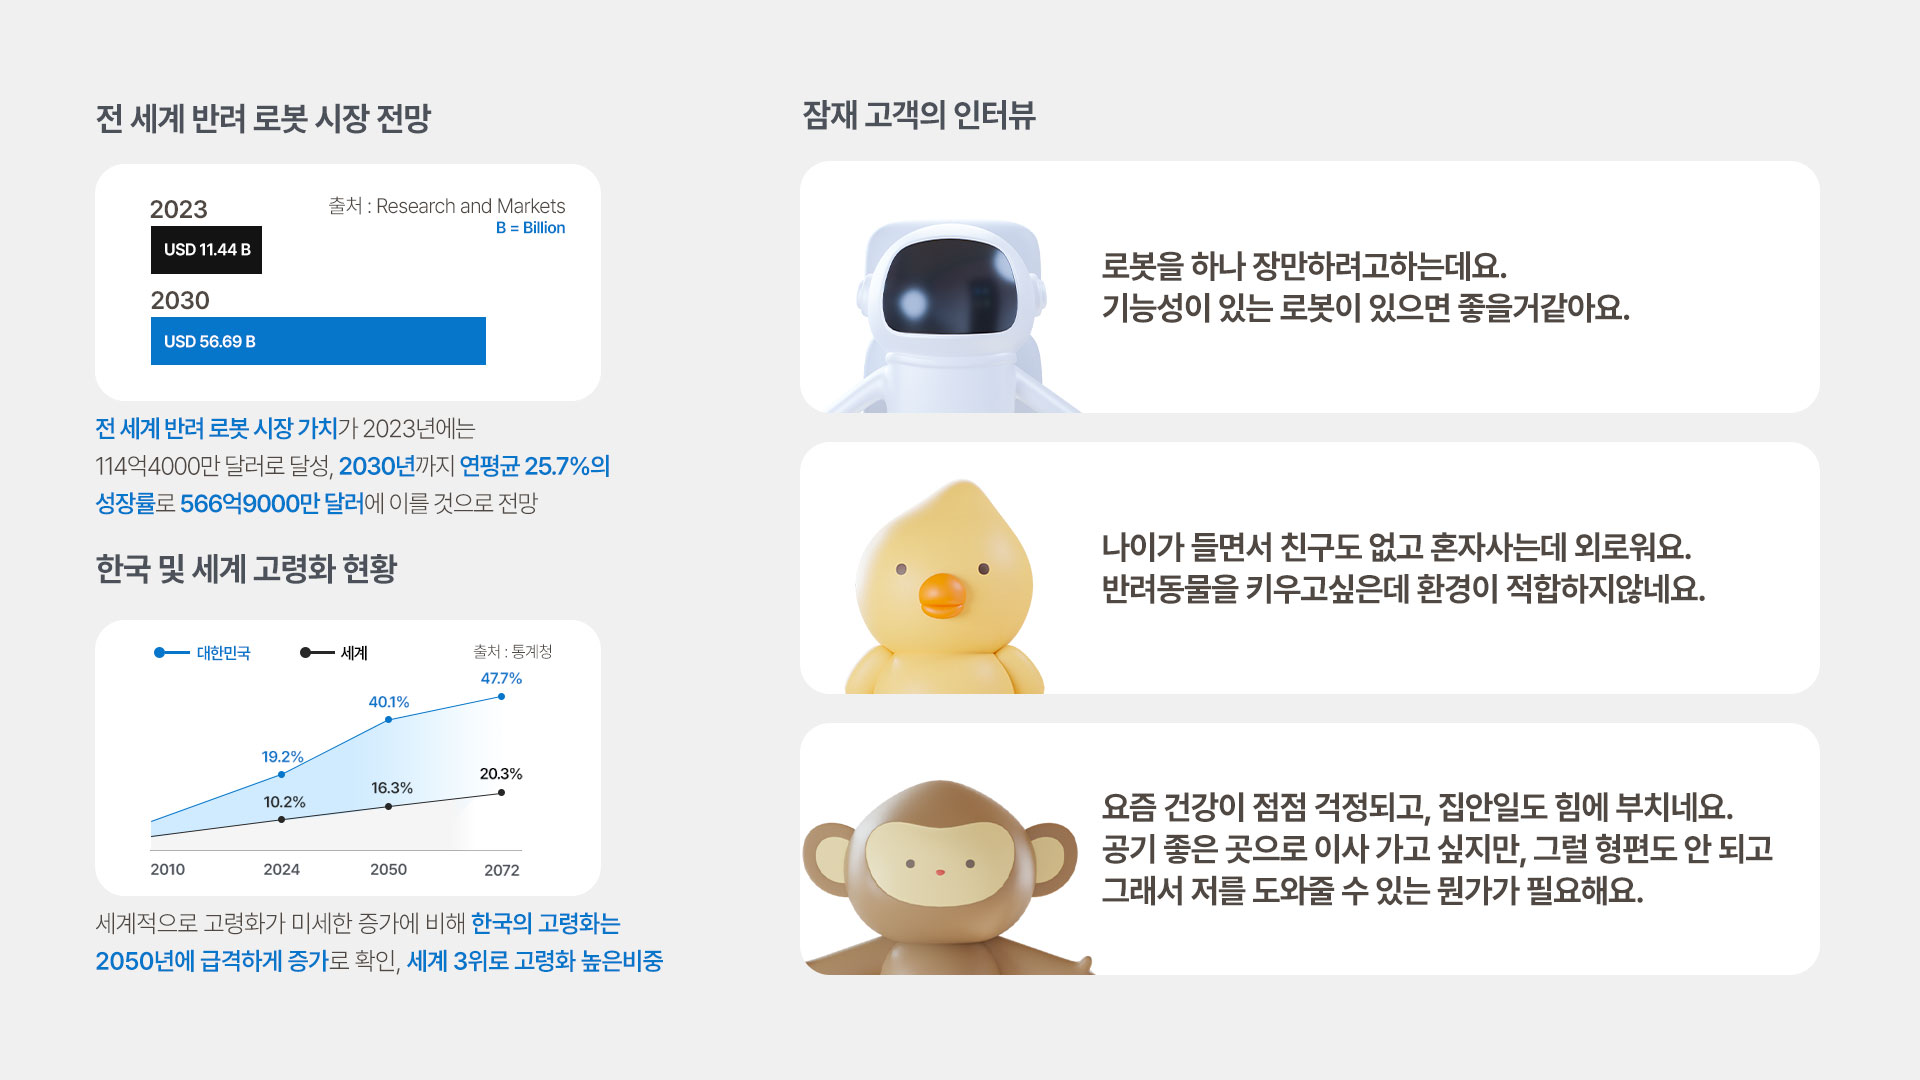 전 세계 반려 로봇 시장 전망
2023
출처 : Research and Markets
B = Billion
USD 11.44 B
2030
USD 56.69 B
전 세계 반려 로봇 시장 가치가 2023년에는
114억4000만 달러로 달성, 2030년까지 연평균 25.7%의
성장률로 566억9000만 달러에 이를 것으로 전망
한국 및 세계 고령화 현황
대한민국
세계
출처 : 통계청
47.7%
40.1%
19.2%
20.3%
16.3%
10.2%
2010
2024
2050
2072
세계적으로 고령화가 미세한 증가에 비해 한국의 고령화는
2050년에 급격하게 증가로 확인, 세계 3위로 고령화 높은비중
잠재 고객의 인터뷰
로봇을 하나 장만하려고하는데요.
기능성이 있는 로봇이 있으면 좋을거같아요.
나이가 들면서 친구도 없고 혼자사는데 외로워요.
반려동물을 키우고싶은데 환경이 적합하지않네요.
요즘 건강이 점점 걱정되고, 집안일도 힘에 부치네요.
공기 좋은 곳으로 이사 가고 싶지만, 그럴 형편도 안 되고
그래서 저를 도와줄 수 있는 뭔가가 필요해요.